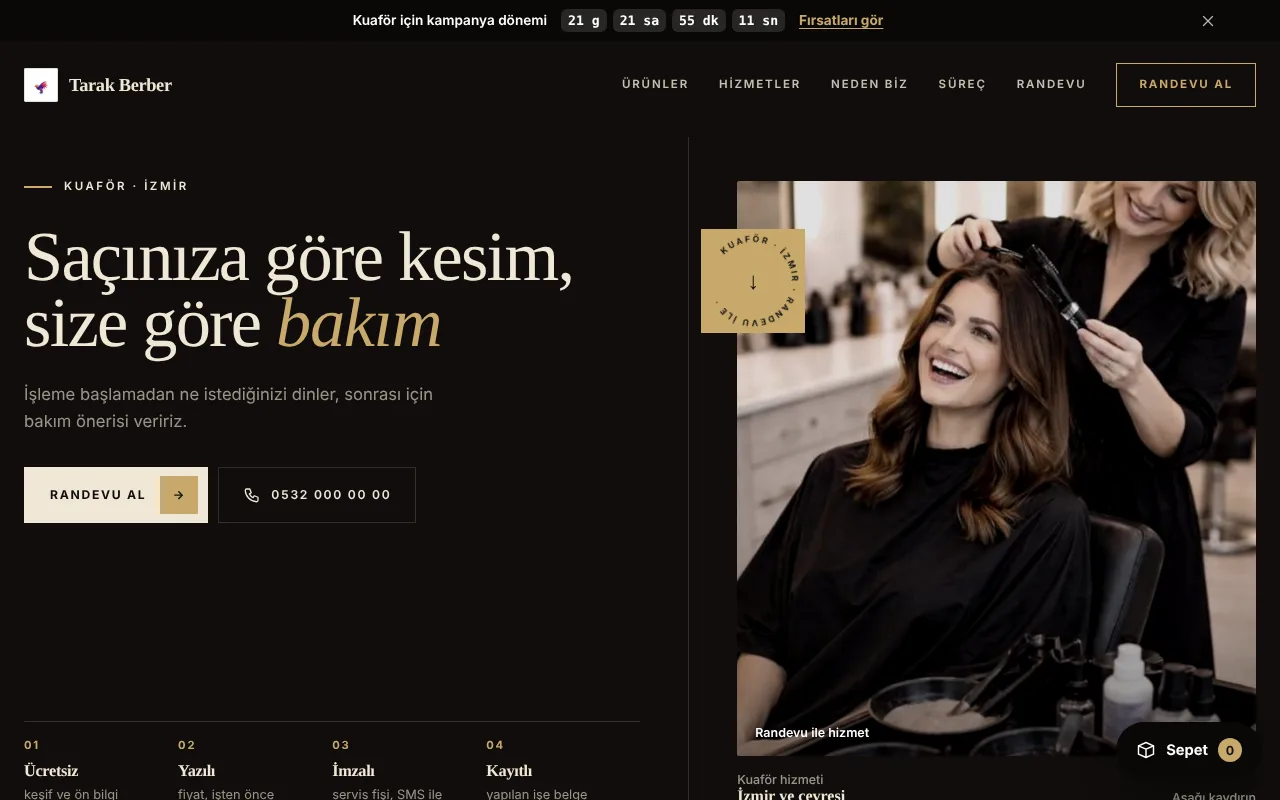 Kuaför için kampanya dönemi 21 g 21 sa 55 dk 11 sn Fırsatları gör
Tarak Berber
ÜRÜNLER HİZMETLER NEDEN BİZ SÜREÇ RANDEVU RANDEVU AL
KUAFÖR · İZMİR
Saçınıza göre kesim,
size göre bakım
İşleme başlamadan ne istediğinizi dinler, sonrası için
bakım önerisi veririz.
RANDEVU AL → 0532 000 00 00
KUAFÖR · İZMİR · RANDEVU İLE ·
↓
Randevu ile hizmet
Sepet 0
01 02 03 04
Ücretsiz Yazılı İmzalı Kayıtlı
keşif ve ön bilgi fiyat, işten önce servis fişi, SMS ile yapılan işe belge
Kuaför hizmeti
İzmir ve çevresi
Aşağı kaydırın